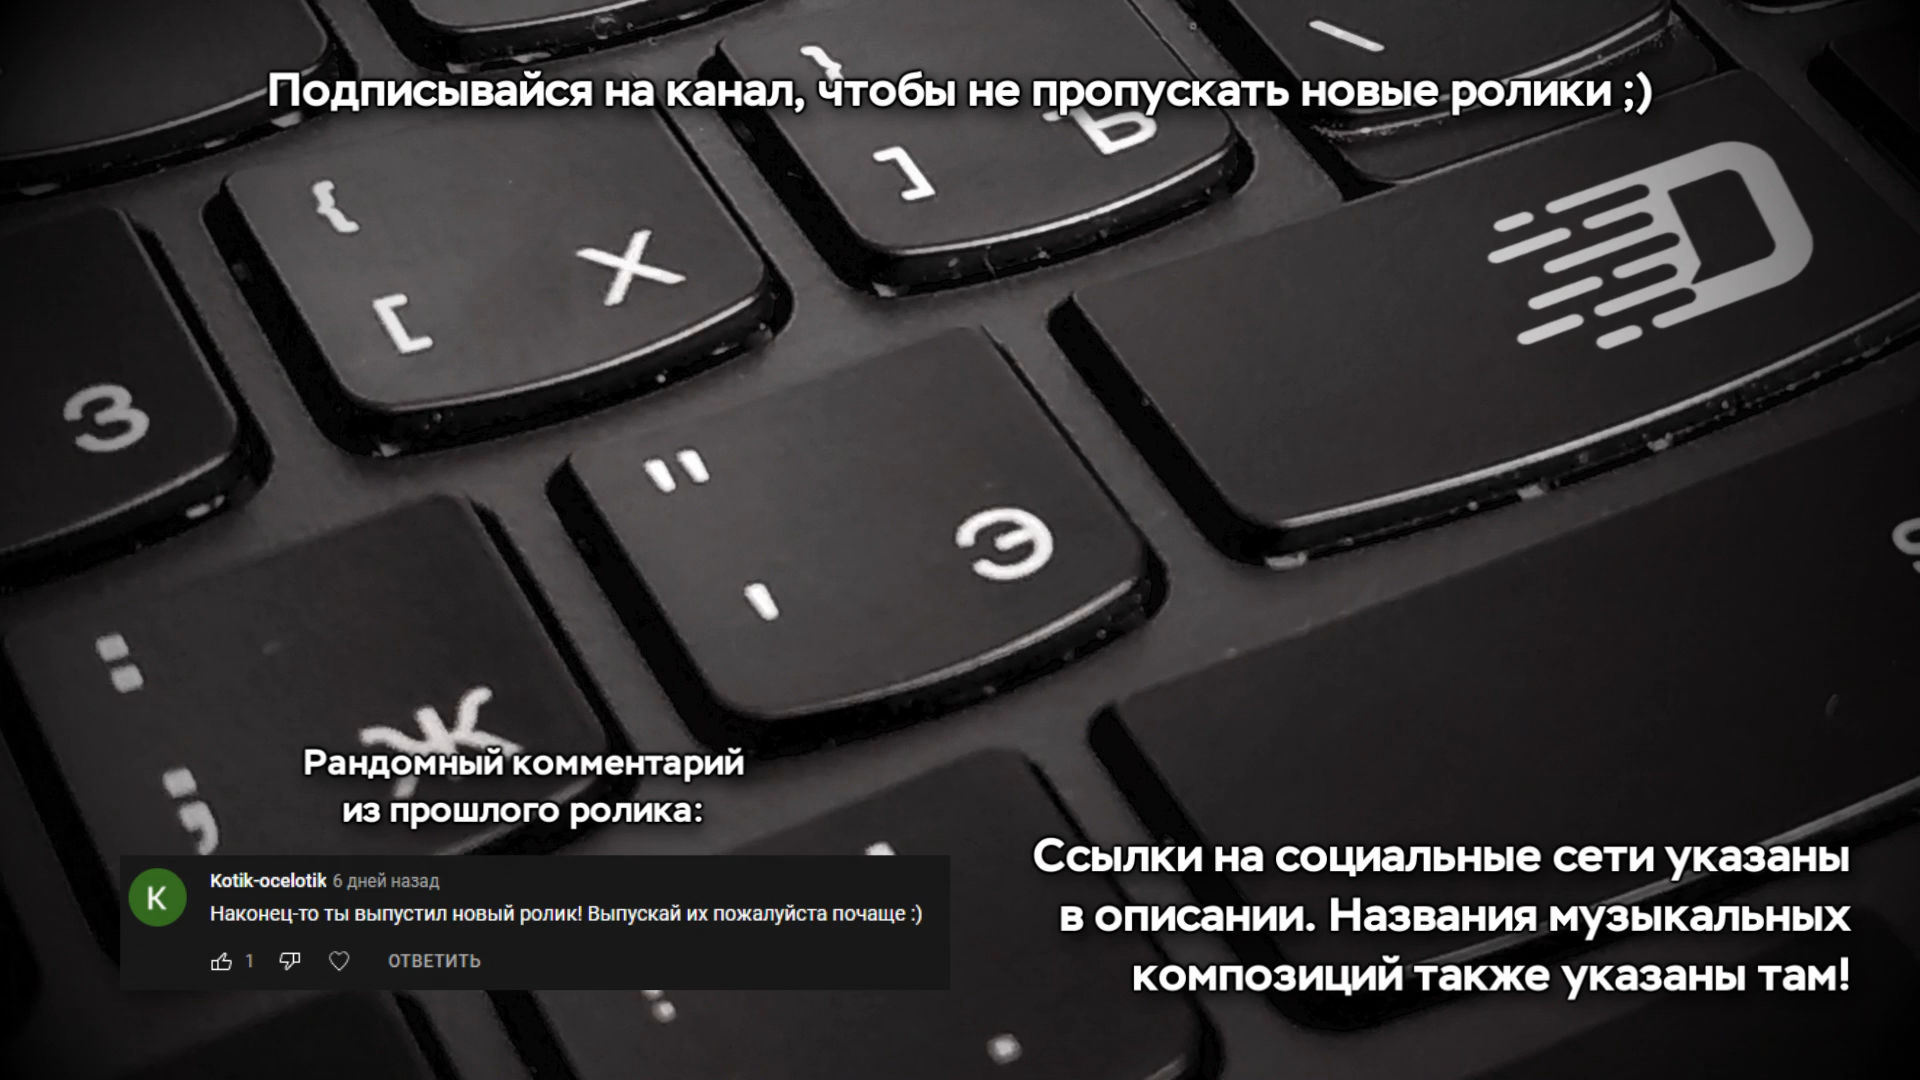 Подписывайся на канал, чтобы не пропускать новые ролики ;)
} \
{ ] Ъ
[ Х
З
" Э
'
: Ж
;
Рандомный комментарий
из прошлого ролика:
K Kotik-ocelotik 6 дней назад
Наконец-то ты выпустил новый ролик! Выпускай их пожалуйста почаще :)
1 ОТВЕТИТЬ
Ссылки на социальные сети указаны
в описании. Названия музыкальных
композиций также указаны там!